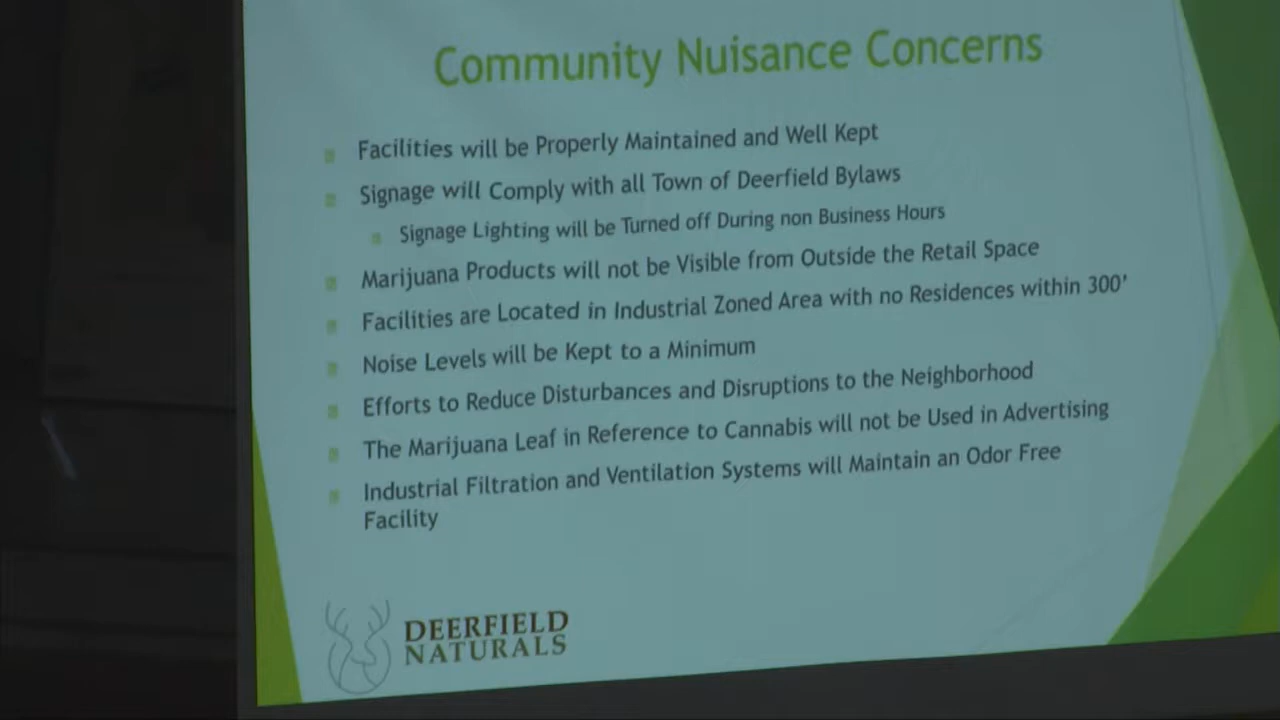 Community Nuisance Concerns
Facilities will be Properly Maintained and Well Kept
Signage will Comply with all Town of Deerfield Bylaws
Signage Lighting will be Turned off During non Business Hours
Marijuana Products will not be Visible from Outside the Retail Space
Facilities are Located in Industrial Zoned Area with no Residences within 300'
Noise Levels will be Kept to a Minimum
Efforts to Reduce Disturbances and Disruptions to the Neighborhood
The Marijuana Leaf in Reference to Cannabis will not be Used in Advertising
Industrial Filtration and Ventilation Systems will Maintain an Odor Free
Facility
DEERFIELD
NATURALS